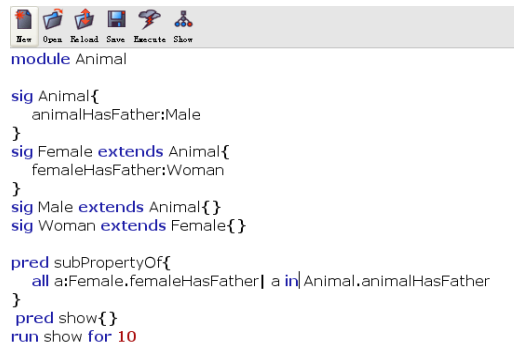 New Open Reload Save Execute Show
module Animal
sig Animal{
animalHasFather:Male
}
sig Female extends Animal{
femaleHasFather:Woman
}
sig Male extends Animal{}
sig Woman extends Female{}
pred subPropertyOf{
all a:Female.femaleHasFather| a in Animal.animalHasFather
}
pred show{}
run show for 10